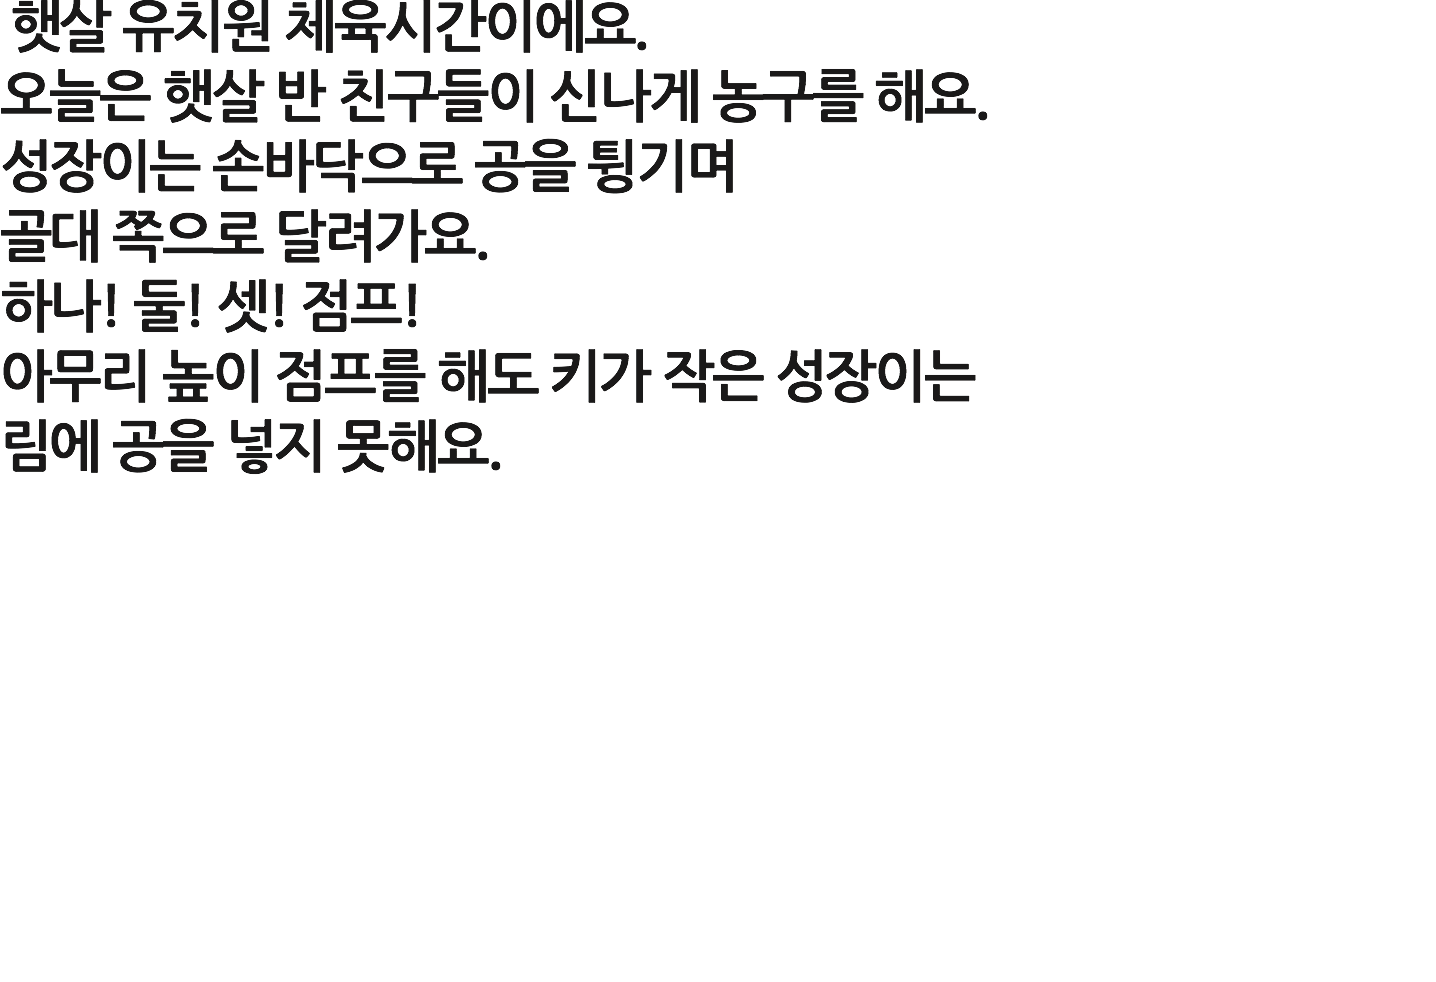 햇살 유치원 체육시간이에요.
오늘은 햇살 반 친구들이 신나게 농구를 해요.
성장이는 손바닥으로 공을 튕기며
골대 쪽으로 달려가요.
하나! 둘! 셋! 점프!
아무리 높이 점프를 해도 키가 작은 성장이는
림에 공을 넣지 못해요.